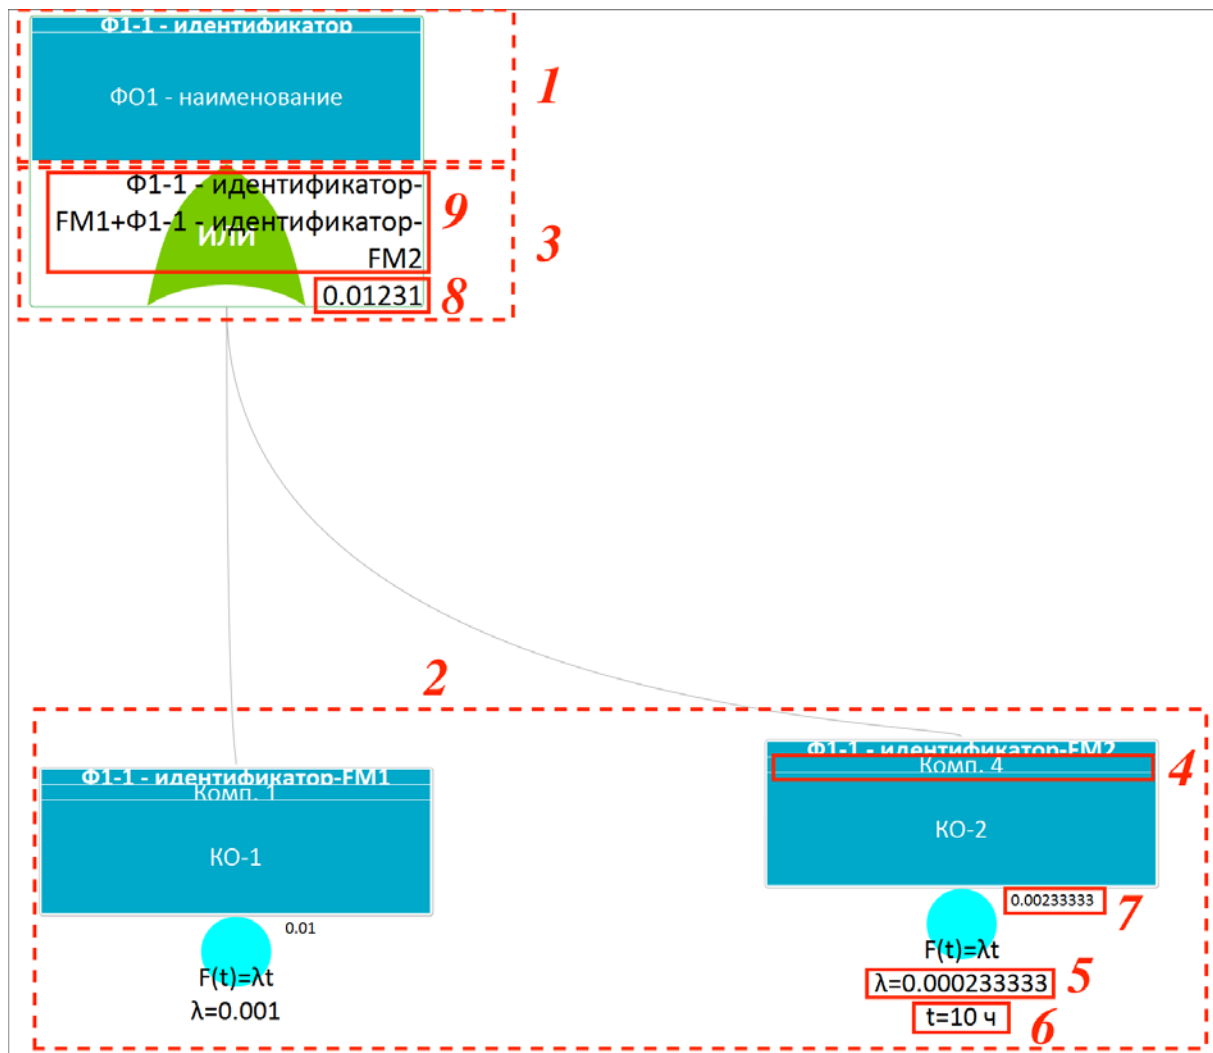 Ф1-1 - идентификатор
ФО1 - наименование
1
Ф1-1 - идентификатор-
FM1+Ф1-1 - идентификатор-
FM2
ИЛИ
9
3
0.01231
8
2
Ф1-1 - идентификатор-FM1
Комп. 1
КО-1
0.01
F(t)=λt
λ=0.001
Ф1-1 - идентификатор-FM2
Комп. 4
4
КО-2
0.00233333
7
F(t)=λt
λ=0.000233333
5
t=10 ч
6